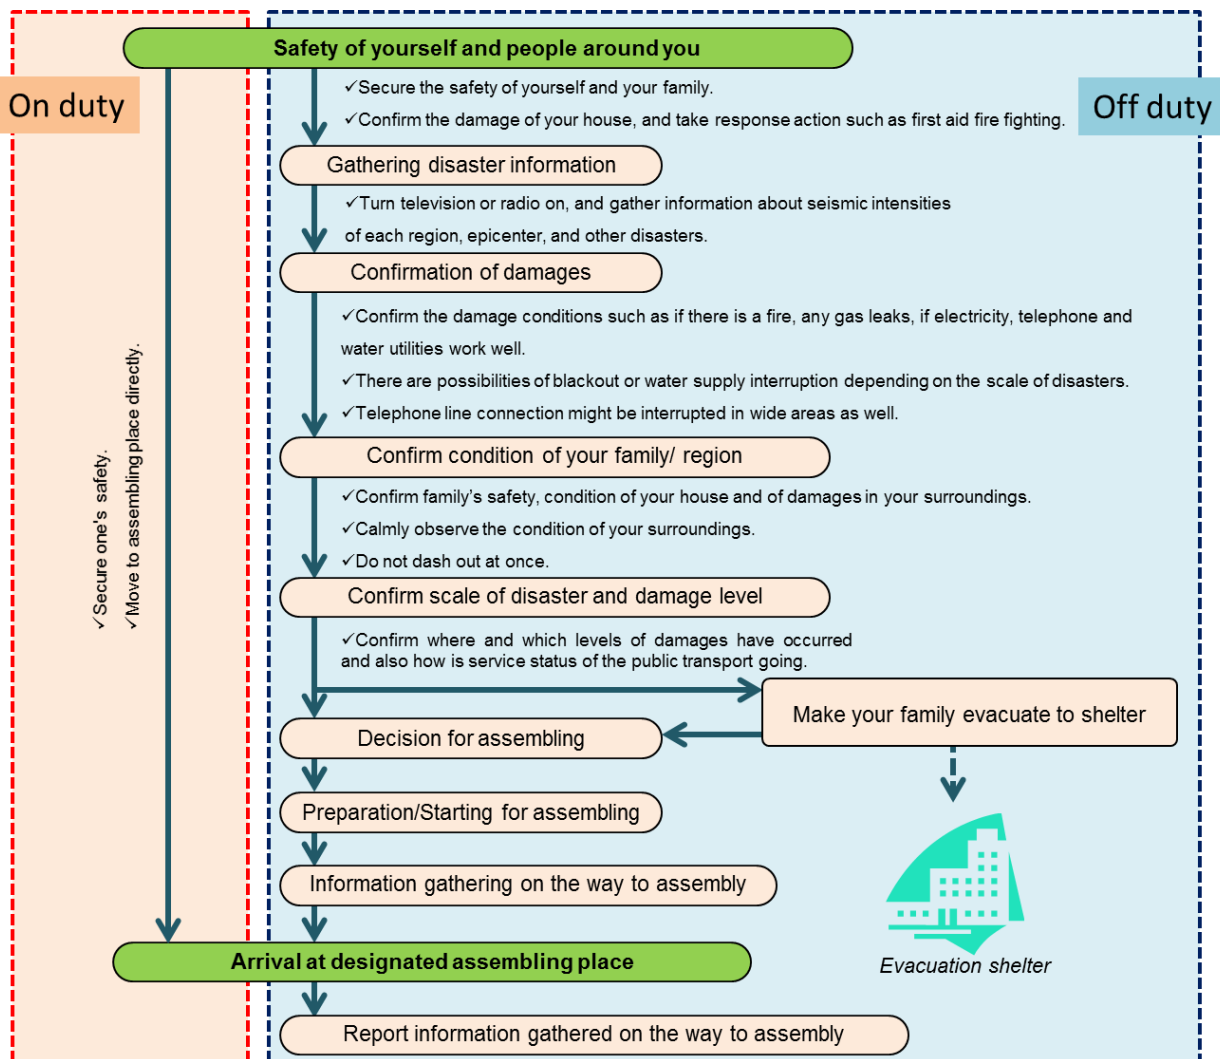 Safety of yourself and people around you
On duty
Off duty
✓Secure the safety of yourself and your family.
✓Confirm the damage of your house, and take response action such as first aid fire fighting.
Gathering disaster information
✓Turn television or radio on, and gather information about seismic intensities
of each region, epicenter, and other disasters.
Confirmation of damages
✓Confirm the damage conditions such as if there is a fire, any gas leaks, if electricity, telephone and
water utilities work well.
✓There are possibilities of blackout or water supply interruption depending on the scale of disasters.
✓Telephone line connection might be interrupted in wide areas as well.
✓Secure one's safety.
✓Move to assembling place directly.
Confirm condition of your family/ region
✓Confirm family's safety, condition of your house and of damages in your surroundings.
✓Calmly observe the condition of your surroundings.
✓Do not dash out at once.
Confirm scale of disaster and damage level
✓Confirm where and which levels of damages have occurred
and also how is service status of the public transport going.
Make your family evacuate to shelter
Decision for assembling
Preparation/Starting for assembling
Information gathering on the way to assembly
Evacuation shelter
Arrival at designated assembling place
Report information gathered on the way to assembly